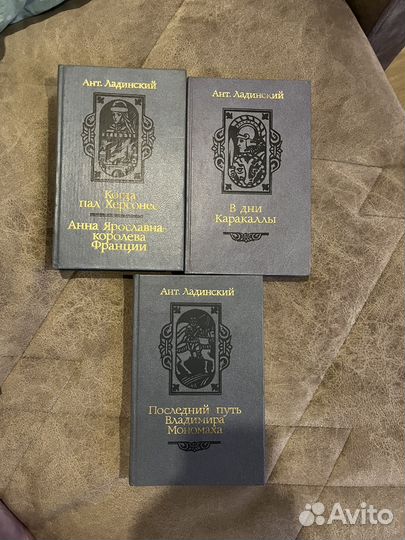 Ант. Ладинский
Когда
пал Херсонес
Анна Ярославна-
королева
Франции
Ант. Ладинский
В дни
Каракаллы
Ант. Ладинский
Последний путь
Владимира
Мономаха
Avito